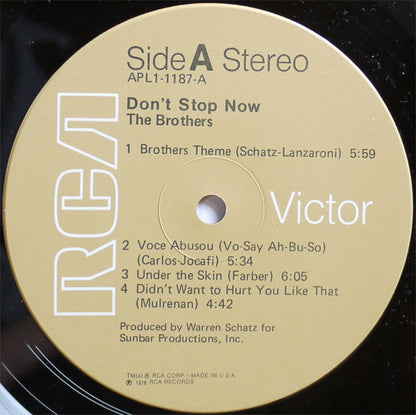 Side A Stereo
APL1-1187-A
Don't Stop Now
The Brothers
1 Brothers Theme (Schatz-Lanzaroni) 5:59
RCA
Victor
2 Voce Abusou (Vo-Say Ah-Bu-So)
(Carlos-Jocafi) 5:34
3 Under the Skin (Farber) 6:05
4 Didn't Want to Hurt You Like That
(Mulrenan) 4:42
Produced by Warren Schatz for
Sunbar Productions, Inc.
TM(s) ® RCA CORP.—MADE IN U.S.A.
℗ 1976 RCA RECORDS